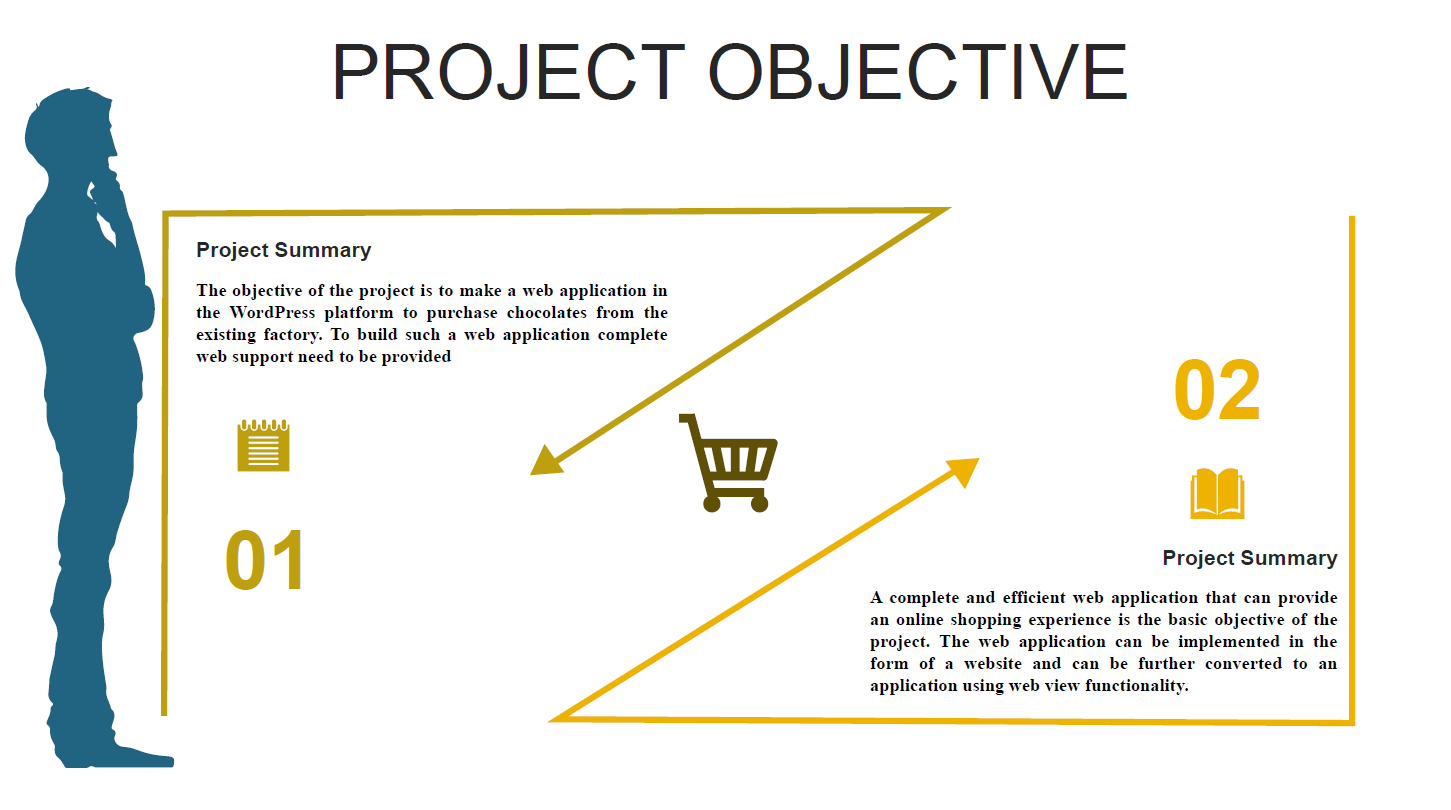 PROJECT OBJECTIVE
Project Summary
The objective of the project is to make a web application in
the WordPress platform to purchase chocolates from the
existing factory. To build such a web application complete
web support need to be provided
01
02
Project Summary
A complete and efficient web application that can provide
an online shopping experience is the basic objective of the
project. The web application can be implemented in the
form of a website and can be further converted to an
application using web view functionality.